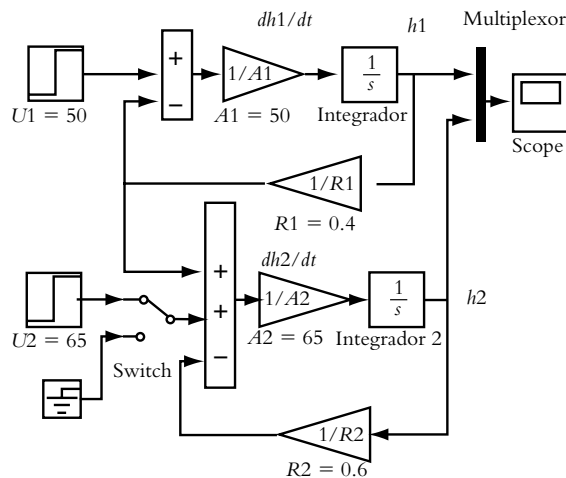 dh1/dt
h1
Multiplexor
+
−
1/A1
1
s
U1 = 50
A1 = 50
Integrador
Scope
1/R1
R1 = 0.4
dh2/dt
+
+
−
1/A2
1
s
h2
U2 = 65
Switch
A2 = 65
Integrador 2
1/R2
R2 = 0.6